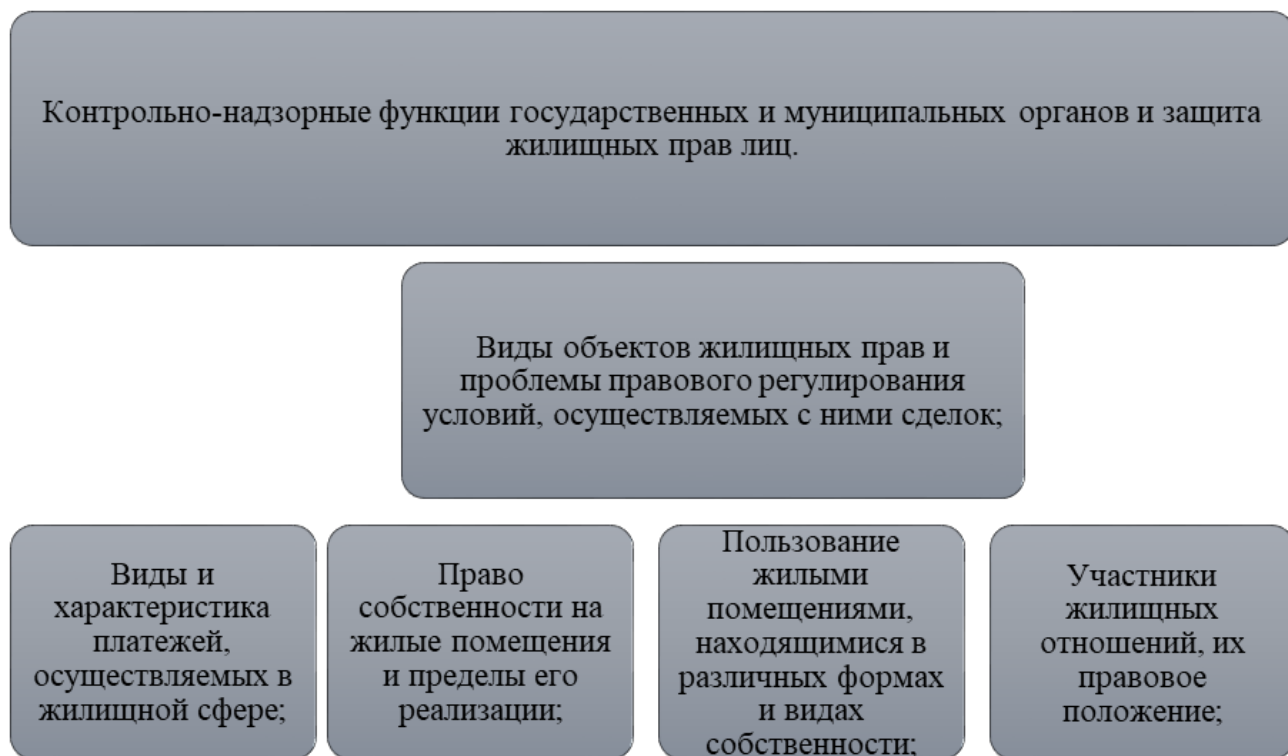 Контрольно-надзорные функции государственных и муниципальных органов и защита
жилищных прав лиц.
Виды объектов жилищных прав и
проблемы правового регулирования
условий, осуществляемых с ними сделок;
Виды и
характеристика
платежей,
осуществляемых в
жилищной сфере;
Право
собственности на
жилые помещения
и пределы его
реализации;
Пользование
жилыми
помещениями,
находящимися в
различных формах
и видах
собственности;
Участники
жилищных
отношений, их
правовое
положение;